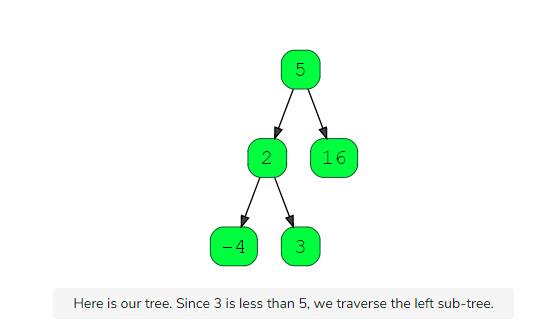 5
2 16
-4 3
Here is our tree. Since 3 is less than 5, we traverse the left sub-tree.